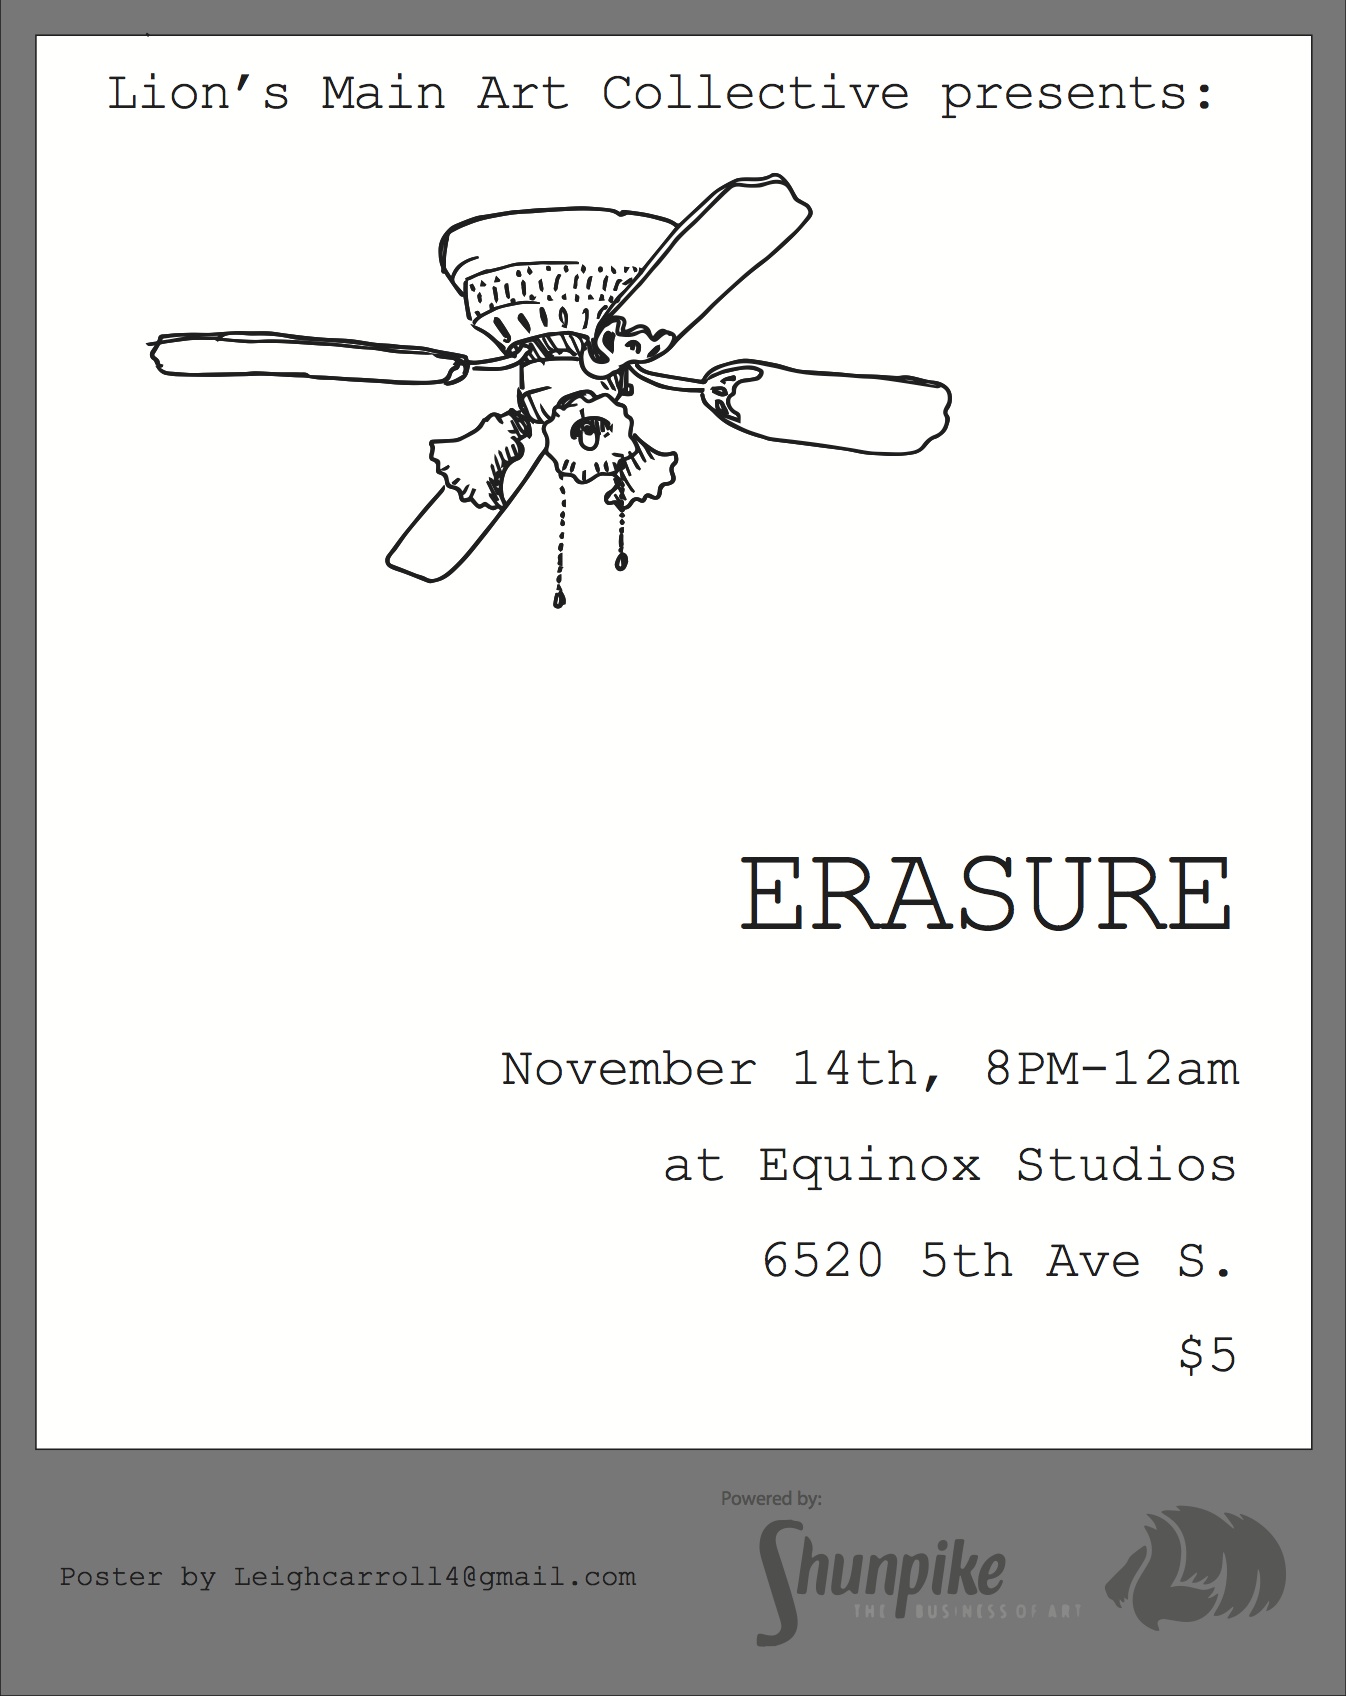 Lion's Main Art Collective presents:
ERASURE
November 14th, 8PM-12am
at Equinox Studios
6520 5th Ave S.
$5
Powered by:
Shunpike
THE BUSINESS OF ART
Poster by Leighcarroll4@gmail.com